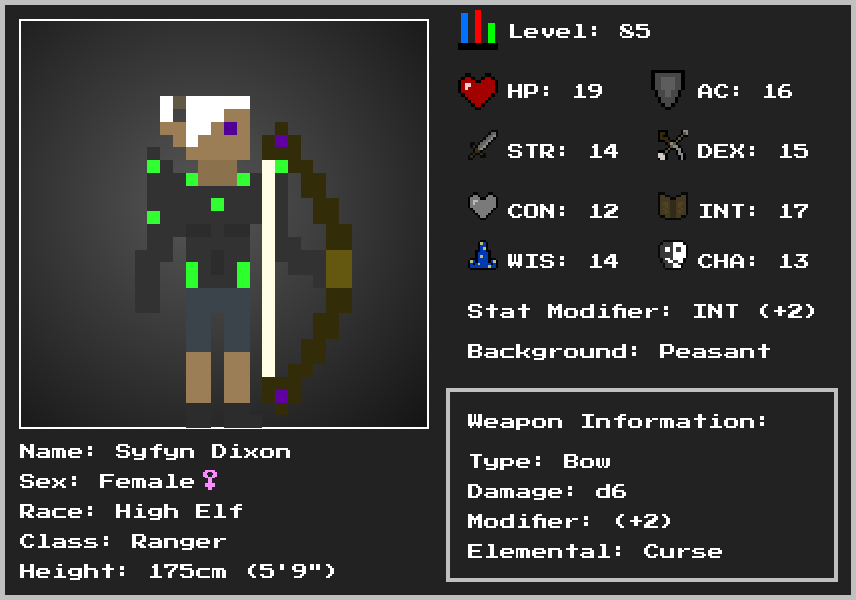 Level: 85
HP: 19
AC: 16
STR: 14
DEX: 15
CON: 12
INT: 17
WIS: 14
CHA: 13
Stat Modifier: INT (+2)
Background: Peasant
Name: Syfyn Dixon
Sex: Female♀
Race: High Elf
Class: Ranger
Height: 175cm (5'9")
Weapon Information:
Type: Bow
Damage: d6
Modifier: (+2)
Elemental: Curse